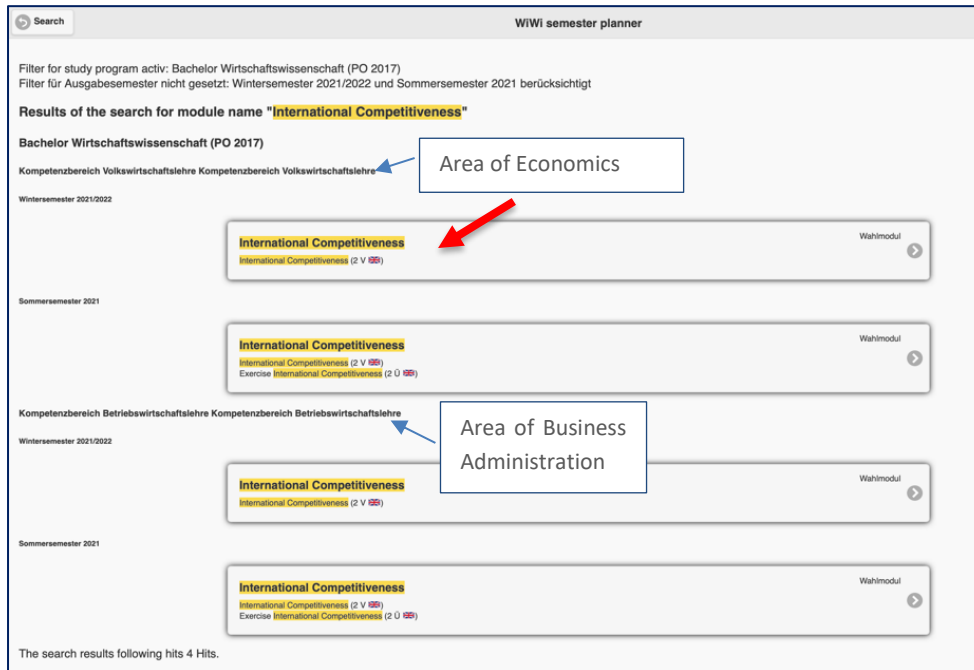 Search
WiWi semester planner
Filter for study program activ: Bachelor Wirtschaftswissenschaft (PO 2017)
Filter für Ausgabesemester nicht gesetzt: Wintersemester 2021/2022 und Sommersemester 2021 berücksichtigt
Results of the search for module name "International Competitiveness"
Bachelor Wirtschaftswissenschaft (PO 2017)
Area of Economics
Kompetenzbereich Volkswirtschaftslehre Kompetenzbereich Volkswirtschaftslehre
Wintersemester 2021/2022
International Competitiveness
Wahlmodul
International Competitiveness (2 V)
Sommersemester 2021
International Competitiveness
Wahlmodul
International Competitiveness (2 V)
Exercise International Competitiveness (2 Ü)
Kompetenzbereich Betriebswirtschaftslehre Kompetenzbereich Betriebswirtschaftslehre
Area of Business
Administration
Wintersemester 2021/2022
International Competitiveness
Wahlmodul
International Competitiveness (2 V)
Sommersemester 2021
International Competitiveness
Wahlmodul
International Competitiveness (2 V)
Exercise International Competitiveness (2 Ü)
The search results following hits 4 Hits.